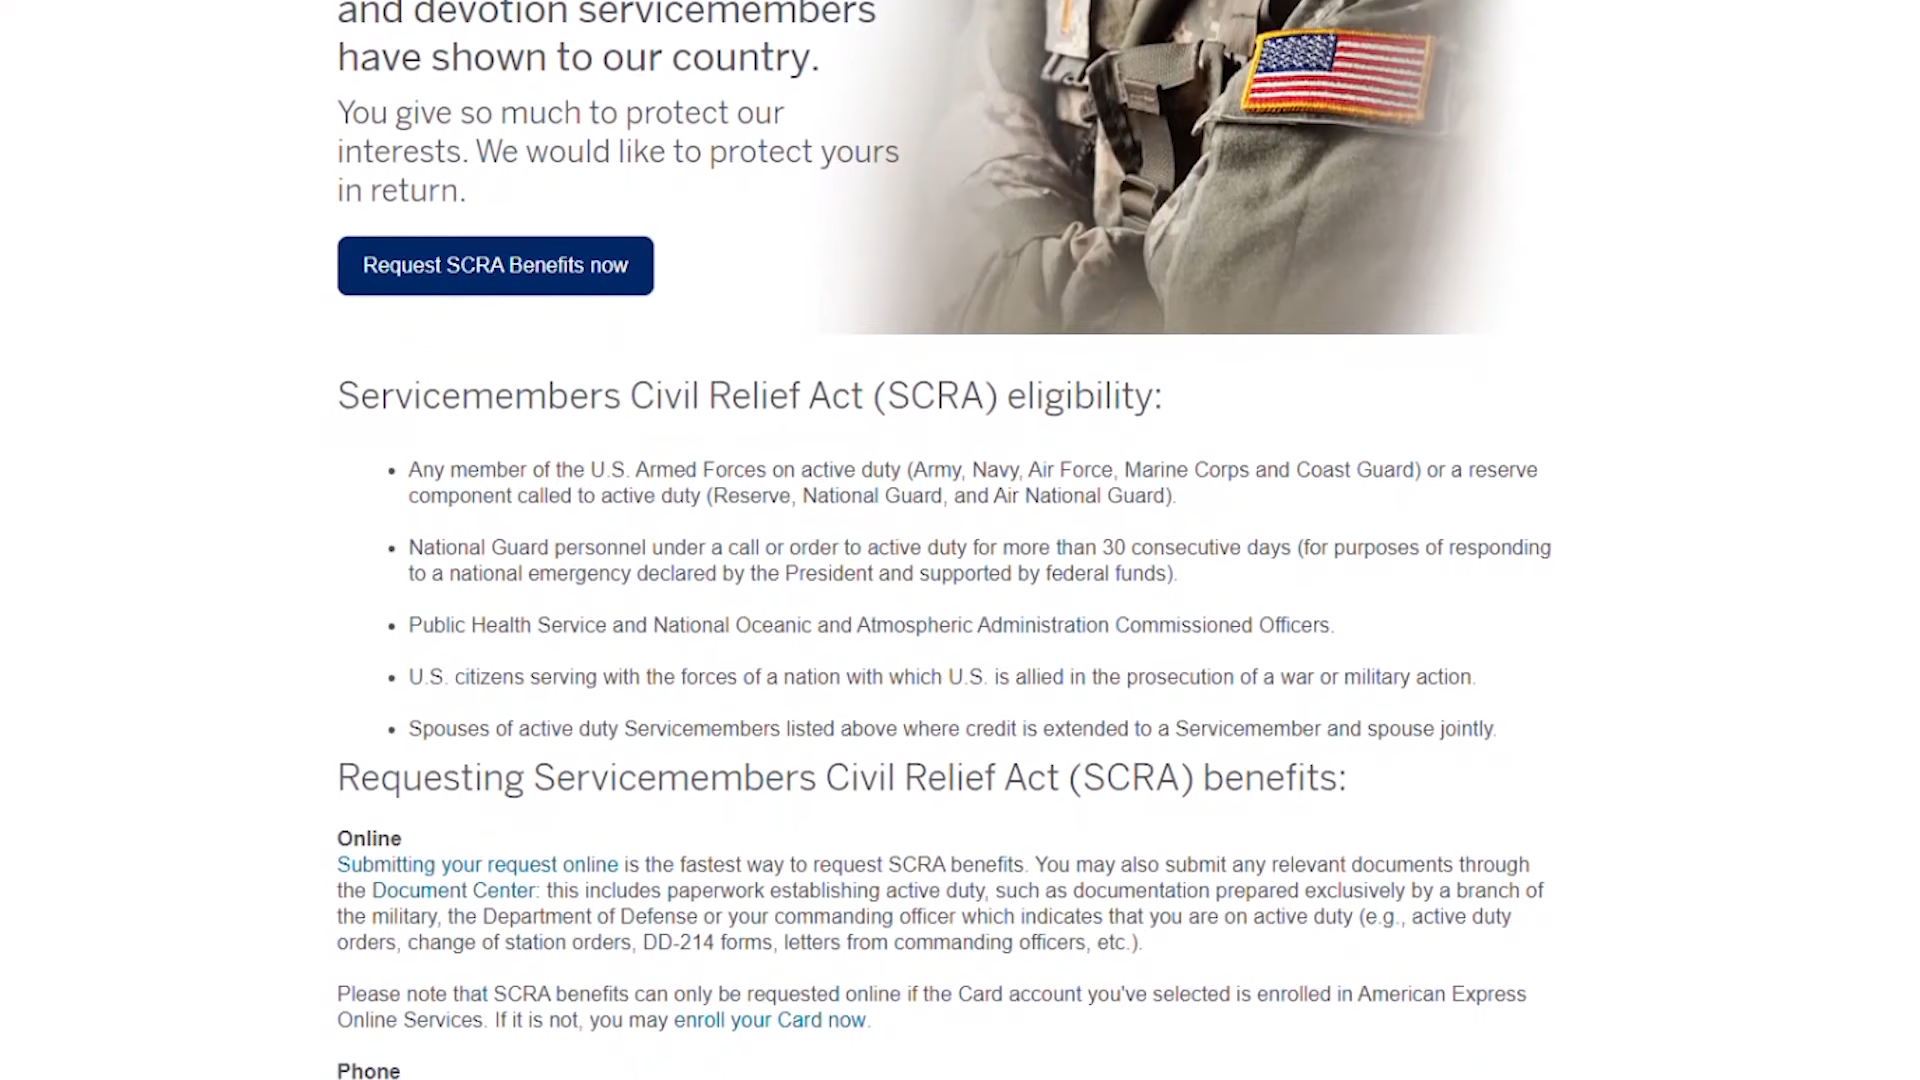 and devotion servicemembers
have shown to our country.
You give so much to protect our
interests. We would like to protect yours
in return.
Request SCRA Benefits now
Servicemembers Civil Relief Act (SCRA) eligibility:
• Any member of the U.S. Armed Forces on active duty (Army, Navy, Air Force, Marine Corps and Coast Guard) or a reserve
component called to active duty (Reserve, National Guard, and Air National Guard).
• National Guard personnel under a call or order to active duty for more than 30 consecutive days (for purposes of responding
to a national emergency declared by the President and supported by federal funds).
• Public Health Service and National Oceanic and Atmospheric Administration Commissioned Officers.
• U.S. citizens serving with the forces of a nation with which U.S. is allied in the prosecution of a war or military action.
• Spouses of active duty Servicemembers listed above where credit is extended to a Servicemember and spouse jointly.
Requesting Servicemembers Civil Relief Act (SCRA) benefits:
Online
Submitting your request online is the fastest way to request SCRA benefits. You may also submit any relevant documents through
the Document Center: this includes paperwork establishing active duty, such as documentation prepared exclusively by a branch of
the military, the Department of Defense or your commanding officer which indicates that you are on active duty (e.g., active duty
orders, change of station orders, DD-214 forms, letters from commanding officers, etc.).
Please note that SCRA benefits can only be requested online if the Card account you've selected is enrolled in American Express
Online Services. If it is not, you may enroll your Card now.
Phone